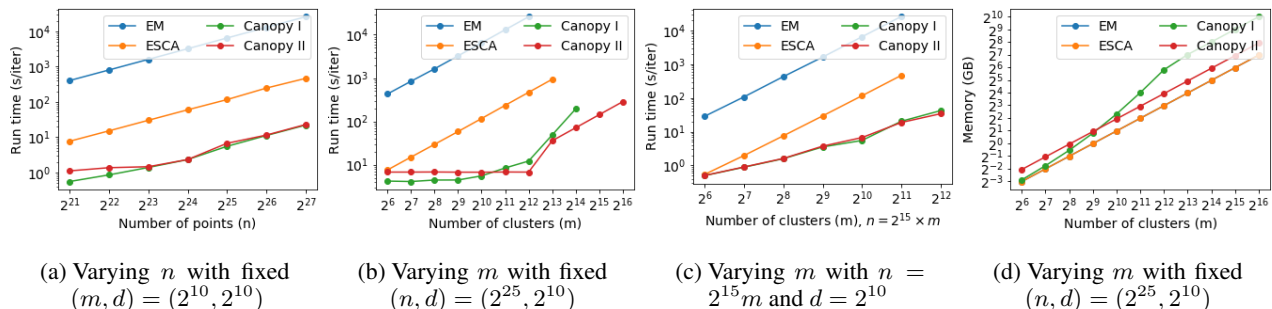 EM
ESCA
Canopy I
Canopy II
Run time (s/iter)
10^4
10^3
10^2
10^1
10^0
2^21 2^22 2^23 2^24 2^25 2^26 2^27
Number of points (n)
(a) Varying n with fixed
(m, d) = (2^10, 2^10)
EM
ESCA
Canopy I
Canopy II
Run time (s/iter)
10^4
10^3
10^2
10^1
2^6 2^7 2^8 2^9 2^10 2^11 2^12 2^13 2^14 2^15 2^16
Number of clusters (m)
(b) Varying m with fixed
(n, d) = (2^25, 2^10)
EM
ESCA
Canopy I
Canopy II
Run time (s/iter)
10^4
10^3
10^2
10^1
10^0
2^6 2^7 2^8 2^9 2^10 2^11 2^12
Number of clusters (m), n = 2^15 × m
(c) Varying m with n =
2^15m and d = 2^10
EM
ESCA
Canopy I
Canopy II
Memory (GB)
2^10
2^9
2^8
2^7
2^6
2^5
2^4
2^3
2^2
2^1
2^0
2^−1
2^−2
2^−3
2^6 2^7 2^8 2^9 2^10 2^11 2^12 2^13 2^14 2^15 2^16
Number of clusters (m)
(d) Varying m with fixed
(n, d) = (2^25, 2^10)